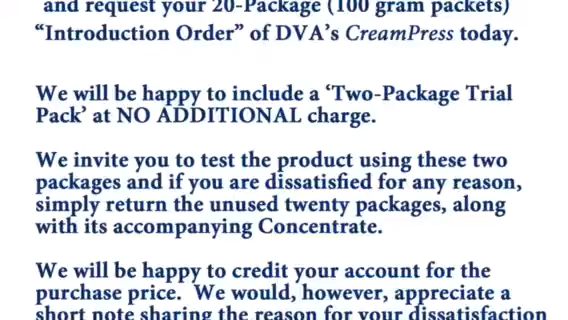 and request your 20-Package (100 gram packets)
“Introduction Order” of DVA’s CreamPress today.
We will be happy to include a ‘Two-Package Trial
Pack’ at NO ADDITIONAL charge.
We invite you to test the product using these two
packages and if you are dissatisfied for any reason,
simply return the unused twenty packages, along
with its accompanying Concentrate.
We will be happy to credit your account for the
purchase price. We would, however, appreciate a
short note sharing the reason for your dissatisfaction